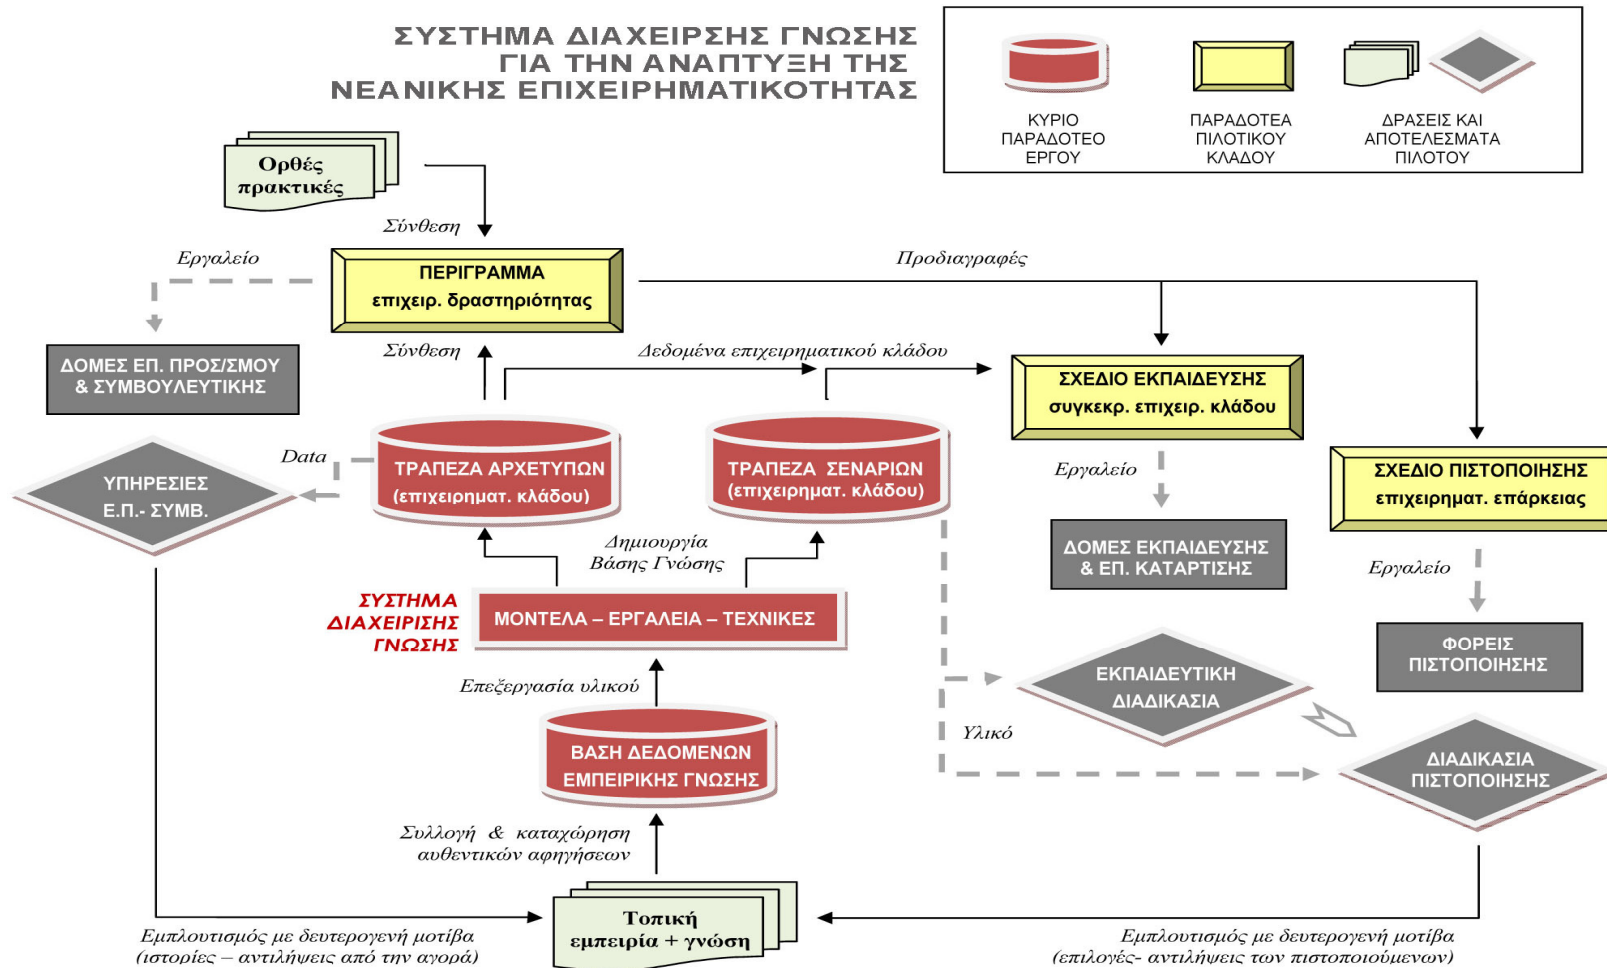 ΣΥΣΤΗΜΑ ΔΙΑΧΕΙΡΣΗΣ ΓΝΩΣΗΣ
ΓΙΑ ΤΗΝ ΑΝΑΠΤΥΞΗ ΤΗΣ
ΝΕΑΝΙΚΗΣ ΕΠΙΧΕΙΡΗΜΑΤΙΚΟΤΗΤΑΣ
ΚΥΡΙΟ
ΠΑΡΑΔΟΤΕΟ
ΕΡΓΟΥ
ΠΑΡΑΔΟΤΕΑ
ΠΙΛΟΤΙΚΟΥ
ΚΛΑΔΟΥ
ΔΡΑΣΕΙΣ ΚΑΙ
ΑΠΟΤΕΛΕΣΜΑΤΑ
ΠΙΛΟΤΟΥ
Ορθές
πρακτικές
Σύνθεση
Εργαλείο
ΠΕΡΙΓΡΑΜΜΑ
επιχειρ. δραστηριότητας
Προδιαγραφές
ΔΟΜΕΣ ΕΠ. ΠΡΟΣ/ΣΜΟΥ
& ΣΥΜΒΟΥΛΕΥΤΙΚΗΣ
Σύνθεση
Δεδομένα επιχειρηματικού κλάδου
ΣΧΕΔΙΟ ΕΚΠΑΙΔΕΥΣΗΣ
συγκεκρ. επιχειρ. κλάδου
ΥΠΗΡΕΣΙΕΣ
Ε.Π.- ΣΥΜΒ.
Data
ΤΡΑΠΕΖΑ ΑΡΧΕΤΥΠΩΝ
(επιχειρηματ. κλάδου)
ΤΡΑΠΕΖΑ ΣΕΝΑΡΙΩΝ
(επιχειρηματ. κλάδου)
Εργαλείο
ΣΧΕΔΙΟ ΠΙΣΤΟΠΟΙΗΣΗΣ
επιχειρηματ. επάρκειας
Δημιουργία
Βάσης Γνώσης
ΔΟΜΕΣ ΕΚΠΑΙΔΕΥΣΗΣ
& ΕΠ. ΚΑΤΑΡΤΙΣΗΣ
Εργαλείο
ΣΥΣΤΗΜΑ
ΔΙΑΧΕΙΡΙΣΗΣ
ΓΝΩΣΗΣ
ΜΟΝΤΕΛΑ – ΕΡΓΑΛΕΙΑ – ΤΕΧΝΙΚΕΣ
ΦΟΡΕΙΣ
ΠΙΣΤΟΠΟΙΗΣΗΣ
Επεξεργασία υλικού
ΕΚΠΑΙΔΕΥΤΙΚΗ
ΔΙΑΔΙΚΑΣΙΑ
Υλικό
ΒΑΣΗ ΔΕΔΟΜΕΝΩΝ
ΕΜΠΕΙΡΙΚΗΣ ΓΝΩΣΗΣ
ΔΙΑΔΙΚΑΣΙΑ
ΠΙΣΤΟΠΟΙΗΣΗΣ
Συλλογή & καταχώρηση
αυθεντικών αφηγήσεων
Τοπική
εμπειρία + γνώση
Εμπλουτισμός με δευτερογενή μοτίβα
(ιστορίες – αντιλήψεις από την αγορά)
Εμπλουτισμός με δευτερογενή μοτίβα
(επιλογές- αντιλήψεις των πιστοποιούμενων)